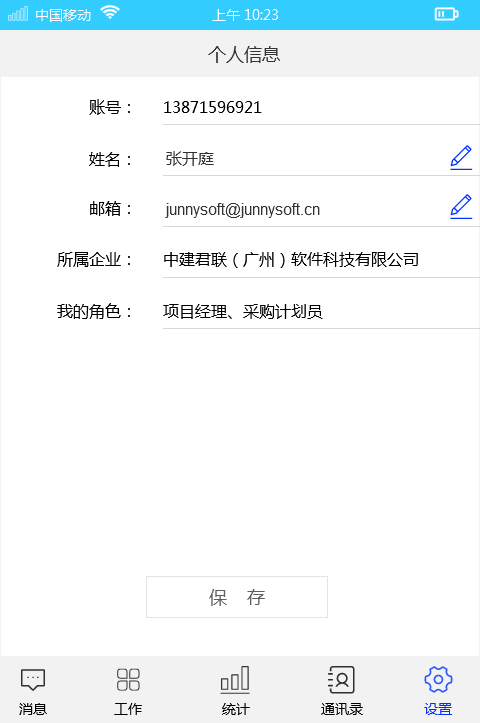 中国移动 上午 10:23
个人信息
账号： 13871596921
姓名： 张开庭
邮箱： junnysoft@junnysoft.cn
所属企业： 中建君联（广州）软件科技有限公司
我的角色： 项目经理、采购计划员
保 存
消息 工作 统计 通讯录 设置